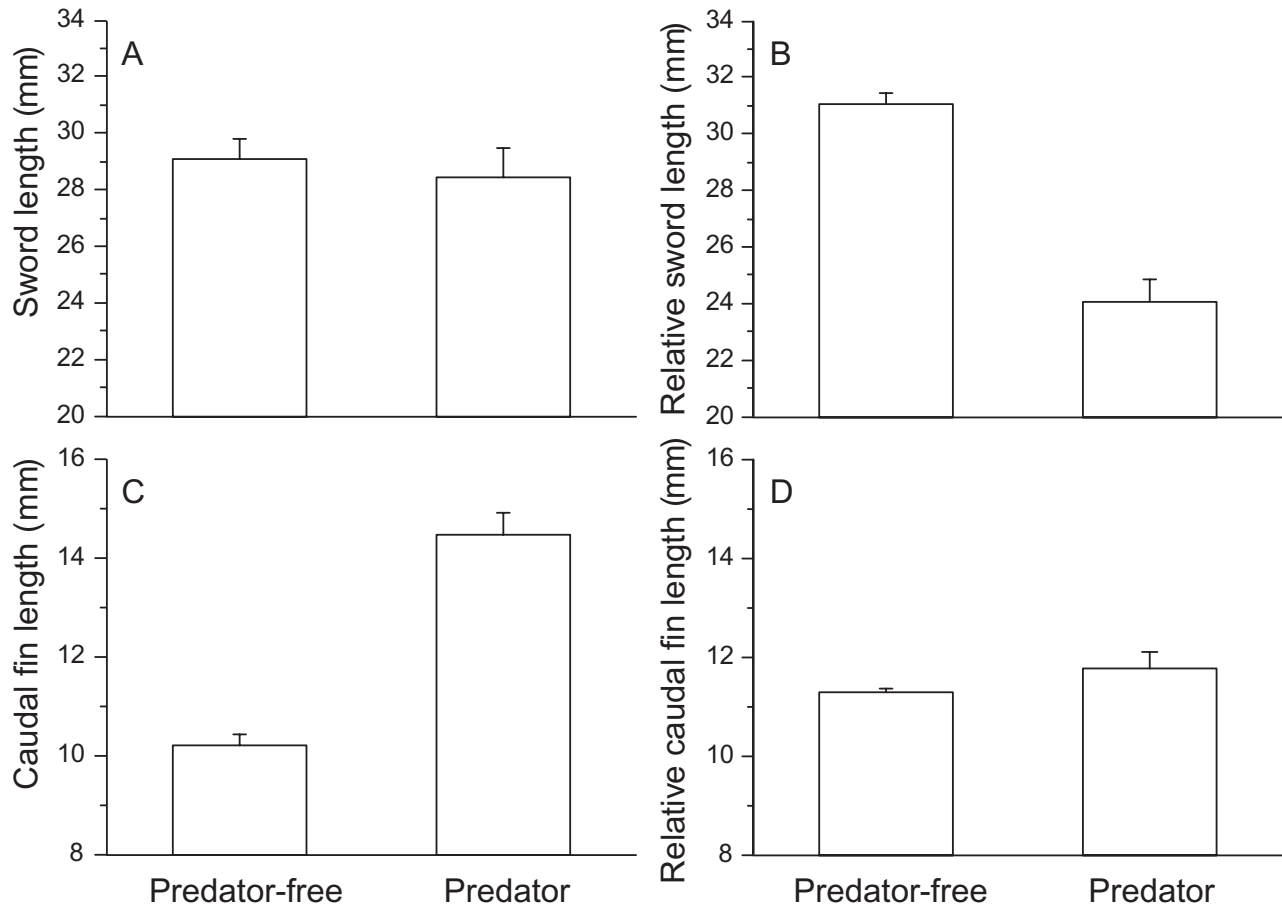 A
Sword length (mm)
34
32
30
28
26
24
22
20
B
Relative sword length (mm)
34
32
30
28
26
24
22
20
C
Caudal fin length (mm)
16
14
12
10
8
Predator-free
Predator
D
Relative caudal fin length (mm)
16
14
12
10
8
Predator-free
Predator